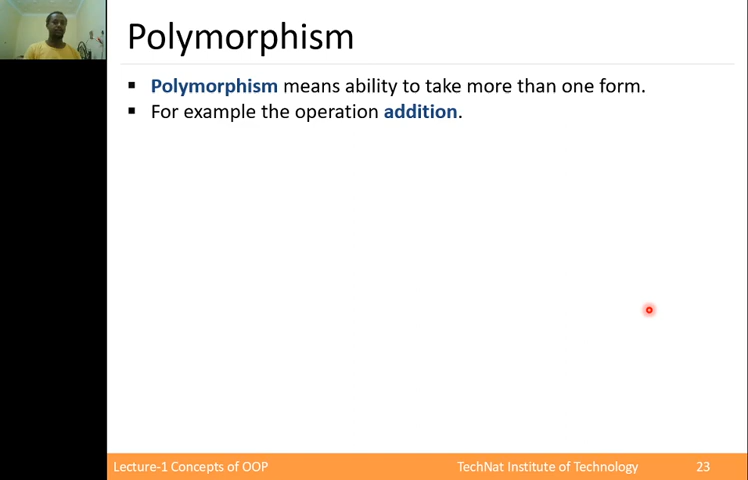 Polymorphism
▪ Polymorphism means ability to take more than one form.
▪ For example the operation addition.
Lecture-1 Concepts of OOP TechNat Institute of Technology 23